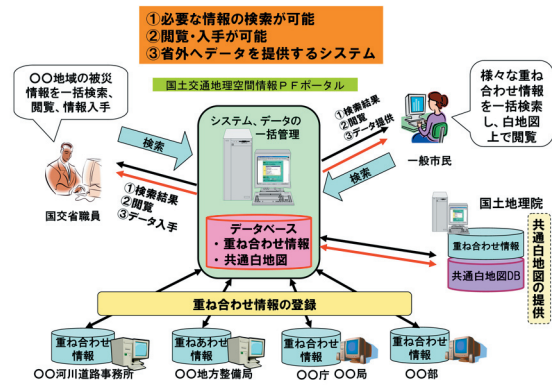 ①必要な情報の検索が可能
②閲覧・入手が可能
③省外へデータを提供するシステム
国土交通地理空間情報PFポータル
〇〇地域の被災
情報を一括検索、
閲覧、情報入手
検索
国交省職員
①検索結果
②閲覧
③データ入手
システム、データの
一括管理
データベース
・重ね合わせ情報
・共通白地図
①検索結果
②閲覧
③データ提供
検索
一般市民
様々な重ね
合わせ情報
を一括検索
し、白地図
上で閲覧
国土地理院
重ね合わせ情報
共通白地図DB
共通白地図の提供
重ね合わせ情報の登録
重ね合わせ
情報
〇〇河川道路事務所
重ねあわせ
情報
〇〇地方整備局
重ね合わせ
情報
〇〇庁 〇〇局
重ね合わせ
情報
〇〇部